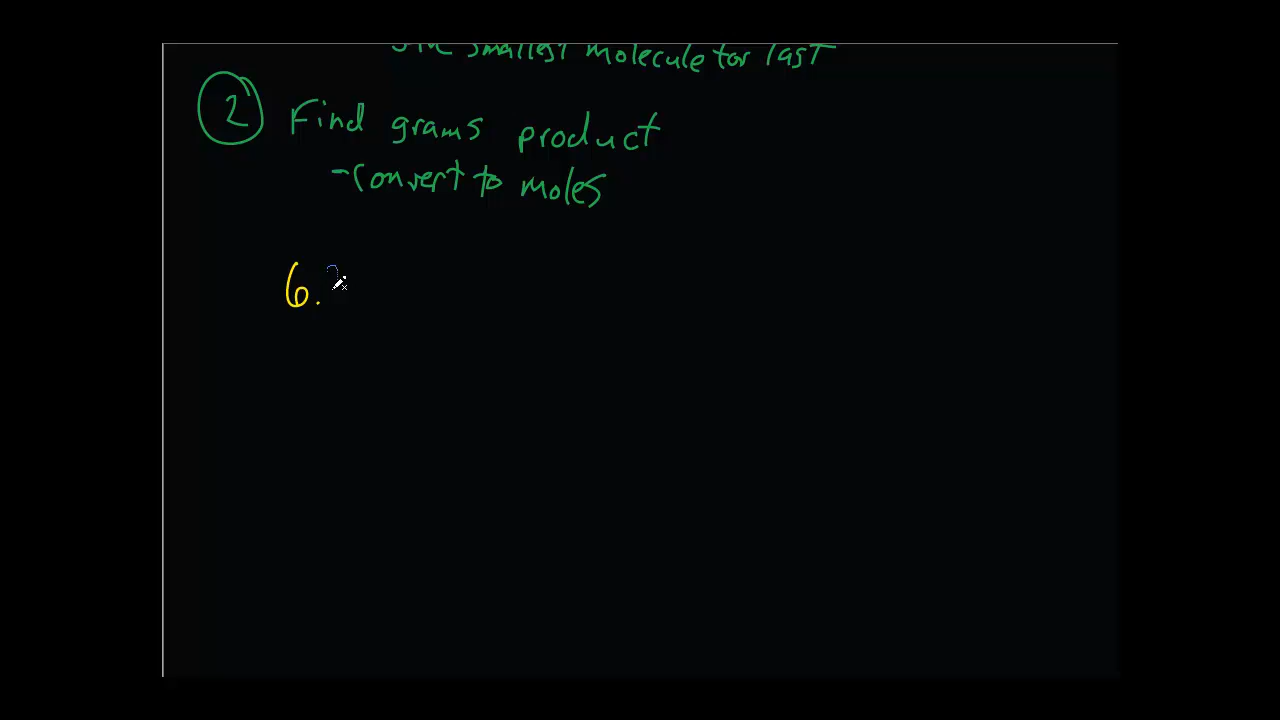 smallest molecule for last
2 Find grams product
-convert to moles
6.